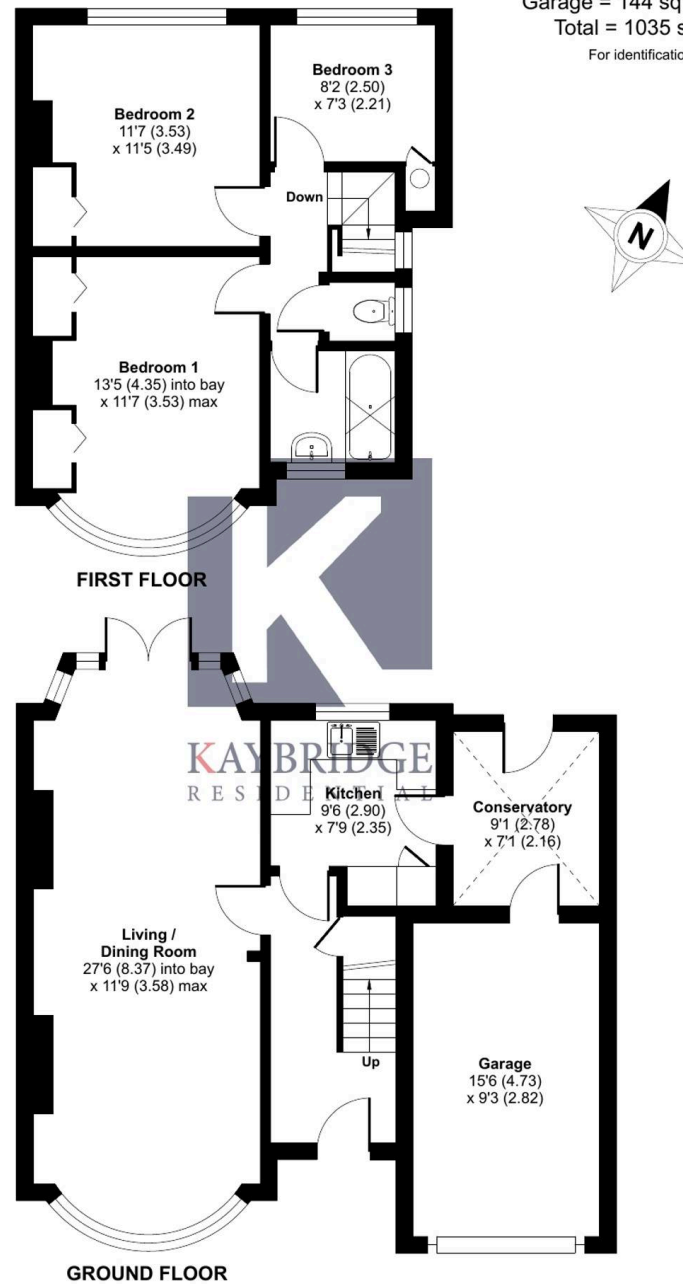 Garage = 144 sq
Total = 1035 s
For identificatio
Bedroom 2
11'7 (3.53)
x 11'5 (3.49)
Bedroom 3
8'2 (2.50)
x 7'3 (2.21)
Down
N
Bedroom 1
13'5 (4.35) into bay
x 11'7 (3.53) max
FIRST FLOOR
K
KAYBRIDGE
RESIDENTIAL
Kitchen
9'6 (2.90)
x 7'9 (2.35)
Conservatory
9'1 (2.78)
x 7'1 (2.16)
Living /
Dining Room
27'6 (8.37) into bay
x 11'9 (3.58) max
Up
Garage
15'6 (4.73)
x 9'3 (2.82)
GROUND FLOOR